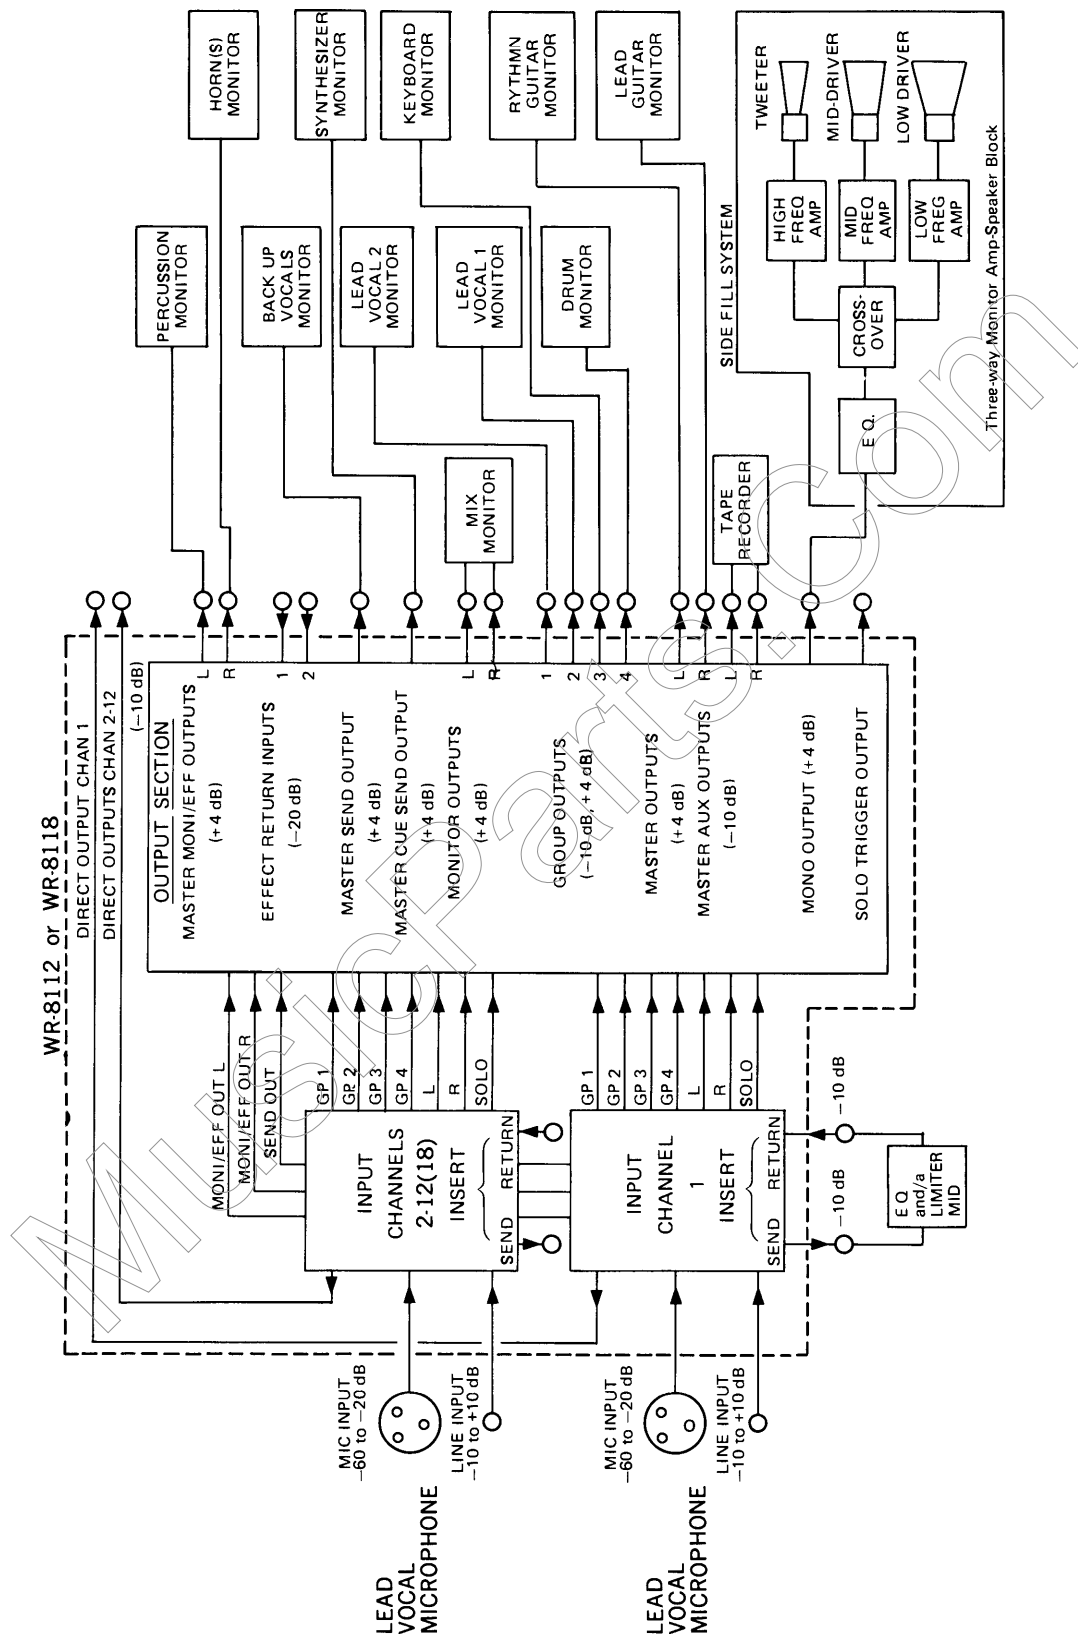 WR-8112 or WR-8118
DIRECT OUTPUT CHAN 1
DIRECT OUTPUTS CHAN 2-12
(−10 dB)
OUTPUT SECTION
MASTER MONI/EFF OUTPUTS
(+4 dB)
L
R
EFFECT RETURN INPUTS
(−20 dB)
1
2
MASTER SEND OUTPUT
(+4 dB)
MASTER CUE SEND OUTPUT
(+4 dB)
MONITOR OUTPUTS
(+4 dB)
L
R
GROUP OUTPUTS
(−10 dB, +4 dB)
1
2
3
4
MASTER OUTPUTS
(+4 dB)
L
R
MASTER AUX OUTPUTS
(−10 dB)
L
R
MONO OUTPUT (+4 dB)
SOLO TRIGGER OUTPUT
MONI/EFF OUT L
MONI/EFF OUT R
SEND OUT
GP 1
GP 2
GP 3
GP 4
L
R
SOLO
INPUT
CHANNELS
2-12(18)
INSERT
SEND RETURN
GP 1
GP 2
GP 3
GP 4
L
R
SOLO
INPUT
CHANNEL
1
INSERT
SEND RETURN
−10 dB
−10 dB
EQ
and/a
LIMITER
MID
MIC INPUT
−60 to −20 dB
LINE INPUT
−10 to +10 dB
LEAD
VOCAL
MICROPHONE
MIC INPUT
−60 to −20 dB
LINE INPUT
−10 to +10 dB
LEAD
VOCAL
MICROPHONE
PERCUSSION
MONITOR
HORN(S)
MONITOR
BACK UP
VOCALS
MONITOR
SYNTHESIZER
MONITOR
LEAD
VOCAL 2
MONITOR
KEYBOARD
MONITOR
MIX
MONITOR
LEAD
VOCAL 1
MONITOR
RYTHMN
GUITAR
MONITOR
DRUM
MONITOR
LEAD
GUITAR
MONITOR
TAPE
RECORDER
SIDE FILL SYSTEM
EQ.
CROSS-
OVER
HIGH
FREQ
AMP
TWEETER
MID
FREQ
AMP
MID-DRIVER
LOW
FREG
AMP
LOW DRIVER
Three-way Monitor Amp-Speaker Block
MusicParts.Com